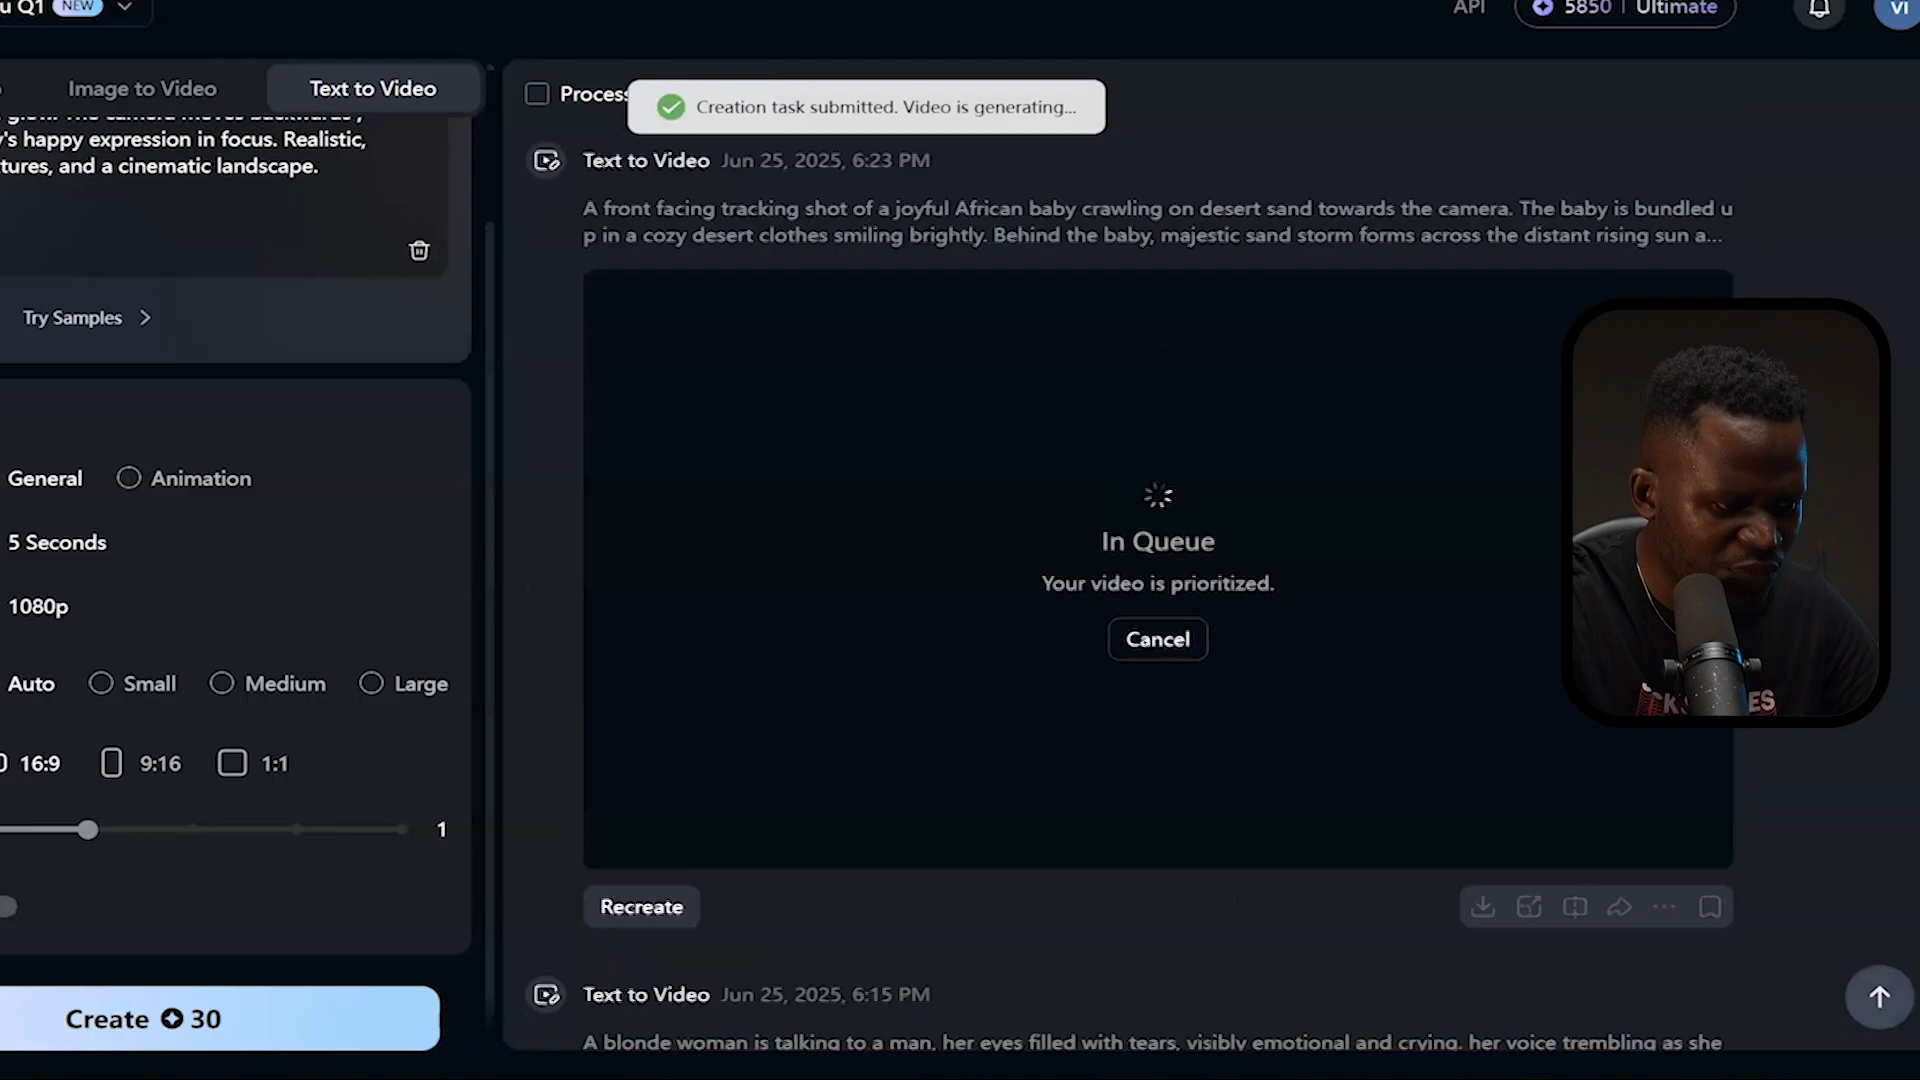 u Q1 NEW
API
5850 | Ultimate
VI
Image to Video
Text to Video
y's happy expression in focus. Realistic,
tures, and a cinematic landscape.
Try Samples
General
Animation
5 Seconds
1080p
Auto
Small
Medium
Large
16:9
9:16
1:1
1
Create 30
Process
Creation task submitted. Video is generating...
Text to Video Jun 25, 2025, 6:23 PM
A front facing tracking shot of a joyful African baby crawling on desert sand towards the camera. The baby is bundled u
p in a cozy desert clothes smiling brightly. Behind the baby, majestic sand storm forms across the distant rising sun a...
In Queue
Your video is prioritized.
Cancel
Recreate
Text to Video Jun 25, 2025, 6:15 PM
A blonde woman is talking to a man, her eyes filled with tears, visibly emotional and crying, her voice trembling as she